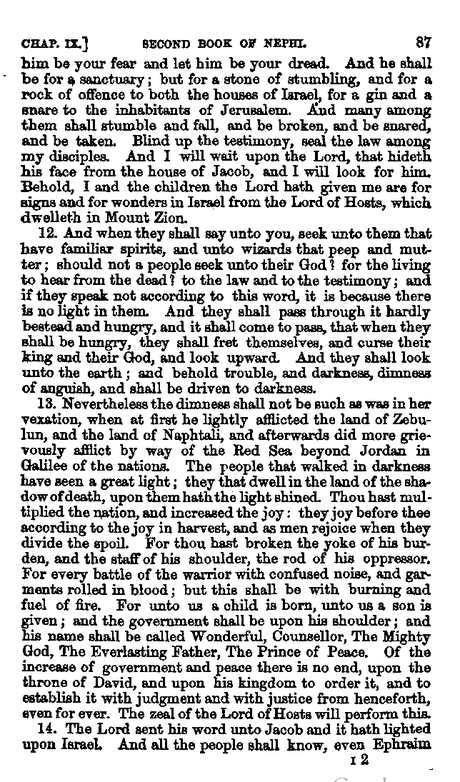 CHAP. IX.] SECOND BOOK OF NEPHI. 87
him be your fear and let him be your dread. And he shall
be for a sanctuary; but for a stone of stumbling, and for a
rock of offence to both the houses of Israel, for a gin and a
snare to the inhabitants of Jerusalem. And many among
them shall stumble and fall, and be broken, and be snared,
and be taken. Blind up the testimony, seal the law among
my disciples. And I will wait upon the Lord, that hideth
his face from the house of Jacob, and I will look for him.
Behold, I and the children the Lord hath given me are for
signs and for wonders in Israel from the Lord of Hosts, which
dwelleth in Mount Zion.
12. And when they shall say unto you, seek unto them that
have familiar spirits, and unto wizards that peep and mut-
ter; should not a people seek unto their God? for the living
to hear from the dead? to the law and to the testimony; and
if they speak not according to this word, it is because there
is no light in them. And they shall pass through it hardly
bestead and hungry, and it shall come to pass, that when they
shall be hungry, they shall fret themselves, and curse their
king and their God, and look upward. And they shall look
unto the earth; and behold trouble, and darkness, dimness
of anguish, and shall be driven to darkness.
13. Nevertheless the dimness shall not be such as was in her
vexation, when at first he lightly afflicted the land of Zebu-
lun, and the land of Naphtali, and afterwards did more grie-
vously afflict by way of the Red Sea beyond Jordan in
Galilee of the nations. The people that walked in darkness
have seen a great light; they that dwell in the land of the sha-
dow of death, upon them hath the light shined. Thou hast mul-
tiplied the nation, and increased the joy: they joy before thee
according to the joy in harvest, and as men rejoice when they
divide the spoil. For thou hast broken the yoke of his bur-
den, and the staff of his shoulder, the rod of his oppressor.
For every battle of the warrior with confused noise, and gar-
ments rolled in blood; but this shall be with burning and
fuel of fire. For unto us a child is born, unto us a son is
given; and the government shall be upon his shoulder; and
his name shall be called Wonderful, Counsellor, The Mighty
God, The Everlasting Father, The Prince of Peace. Of the
increase of government and peace there is no end, upon the
throne of David, and upon his kingdom to order it, and to
establish it with judgment and with justice from henceforth,
even for ever. The zeal of the Lord of Hosts will perform this.
14. The Lord sent his word unto Jacob and it hath lighted
upon Israel. And all the people shall know, even Ephraim
I 2